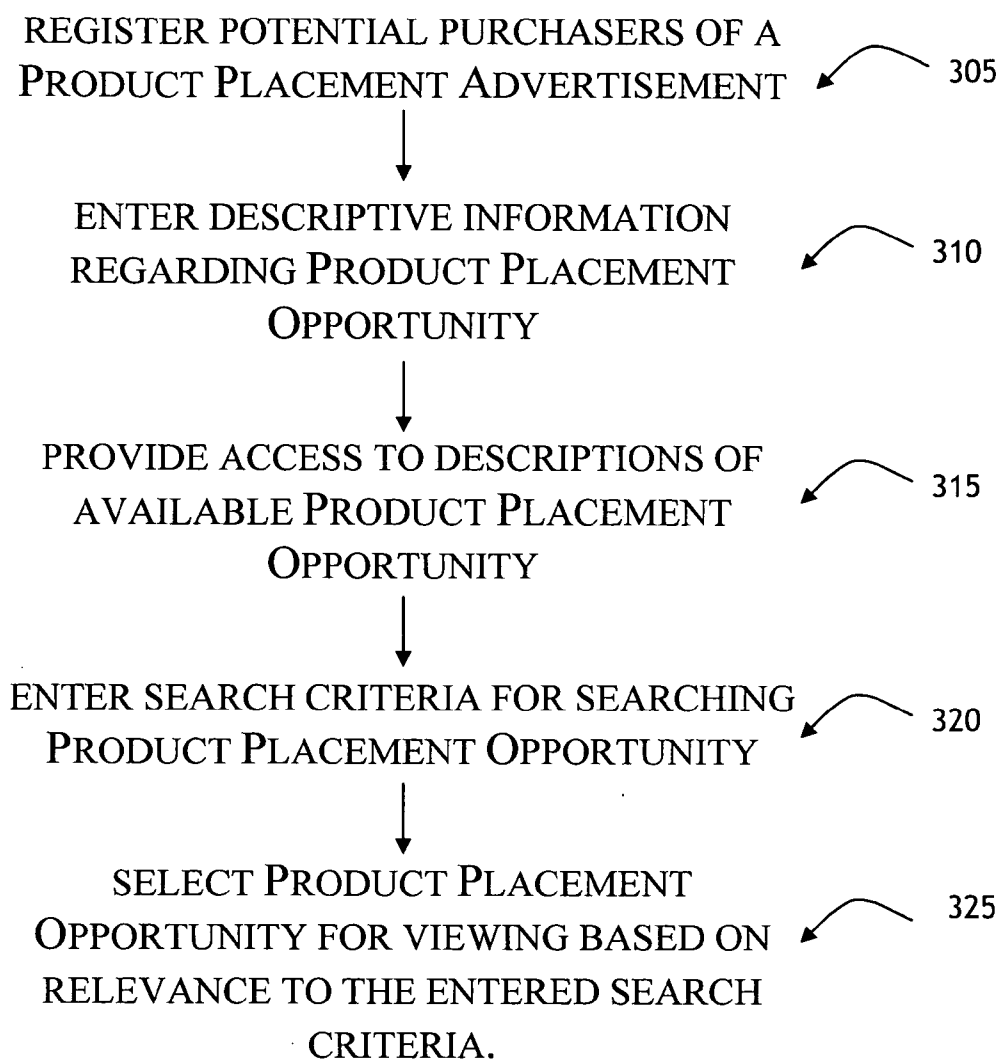 REGISTER POTENTIAL PURCHASERS OF A
PRODUCT PLACEMENT ADVERTISEMENT
305
ENTER DESCRIPTIVE INFORMATION
REGARDING PRODUCT PLACEMENT
OPPORTUNITY
310
PROVIDE ACCESS TO DESCRIPTIONS OF
AVAILABLE PRODUCT PLACEMENT
OPPORTUNITY
315
ENTER SEARCH CRITERIA FOR SEARCHING
PRODUCT PLACEMENT OPPORTUNITY
320
SELECT PRODUCT PLACEMENT
OPPORTUNITY FOR VIEWING BASED ON
RELEVANCE TO THE ENTERED SEARCH
CRITERIA.
325